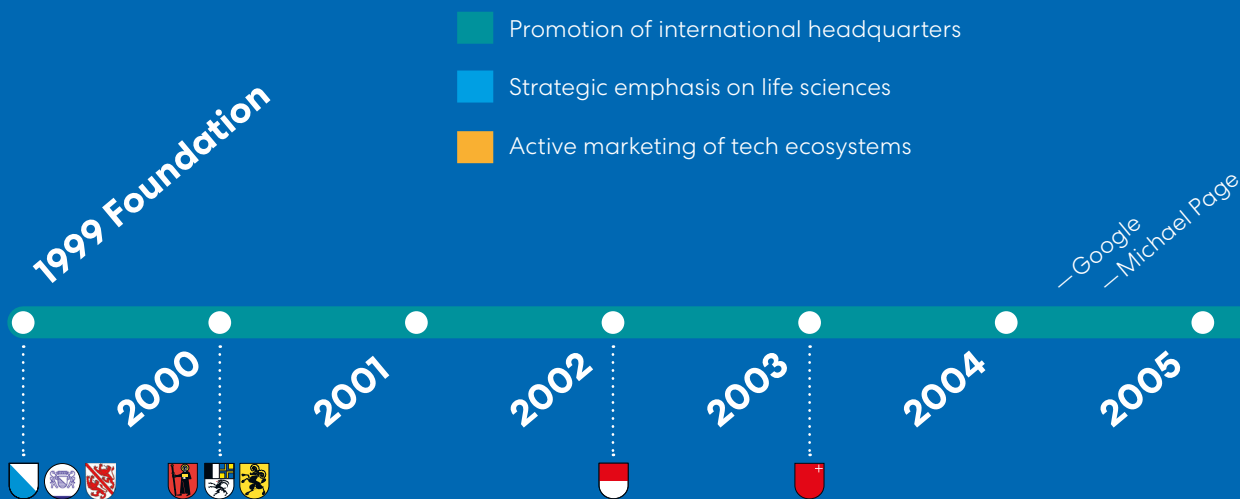 Promotion of international headquarters
Strategic emphasis on life sciences
Active marketing of tech ecosystems
1999 Foundation
— Google
— Michael Page
2000
2001
2002
2003
2004
2005